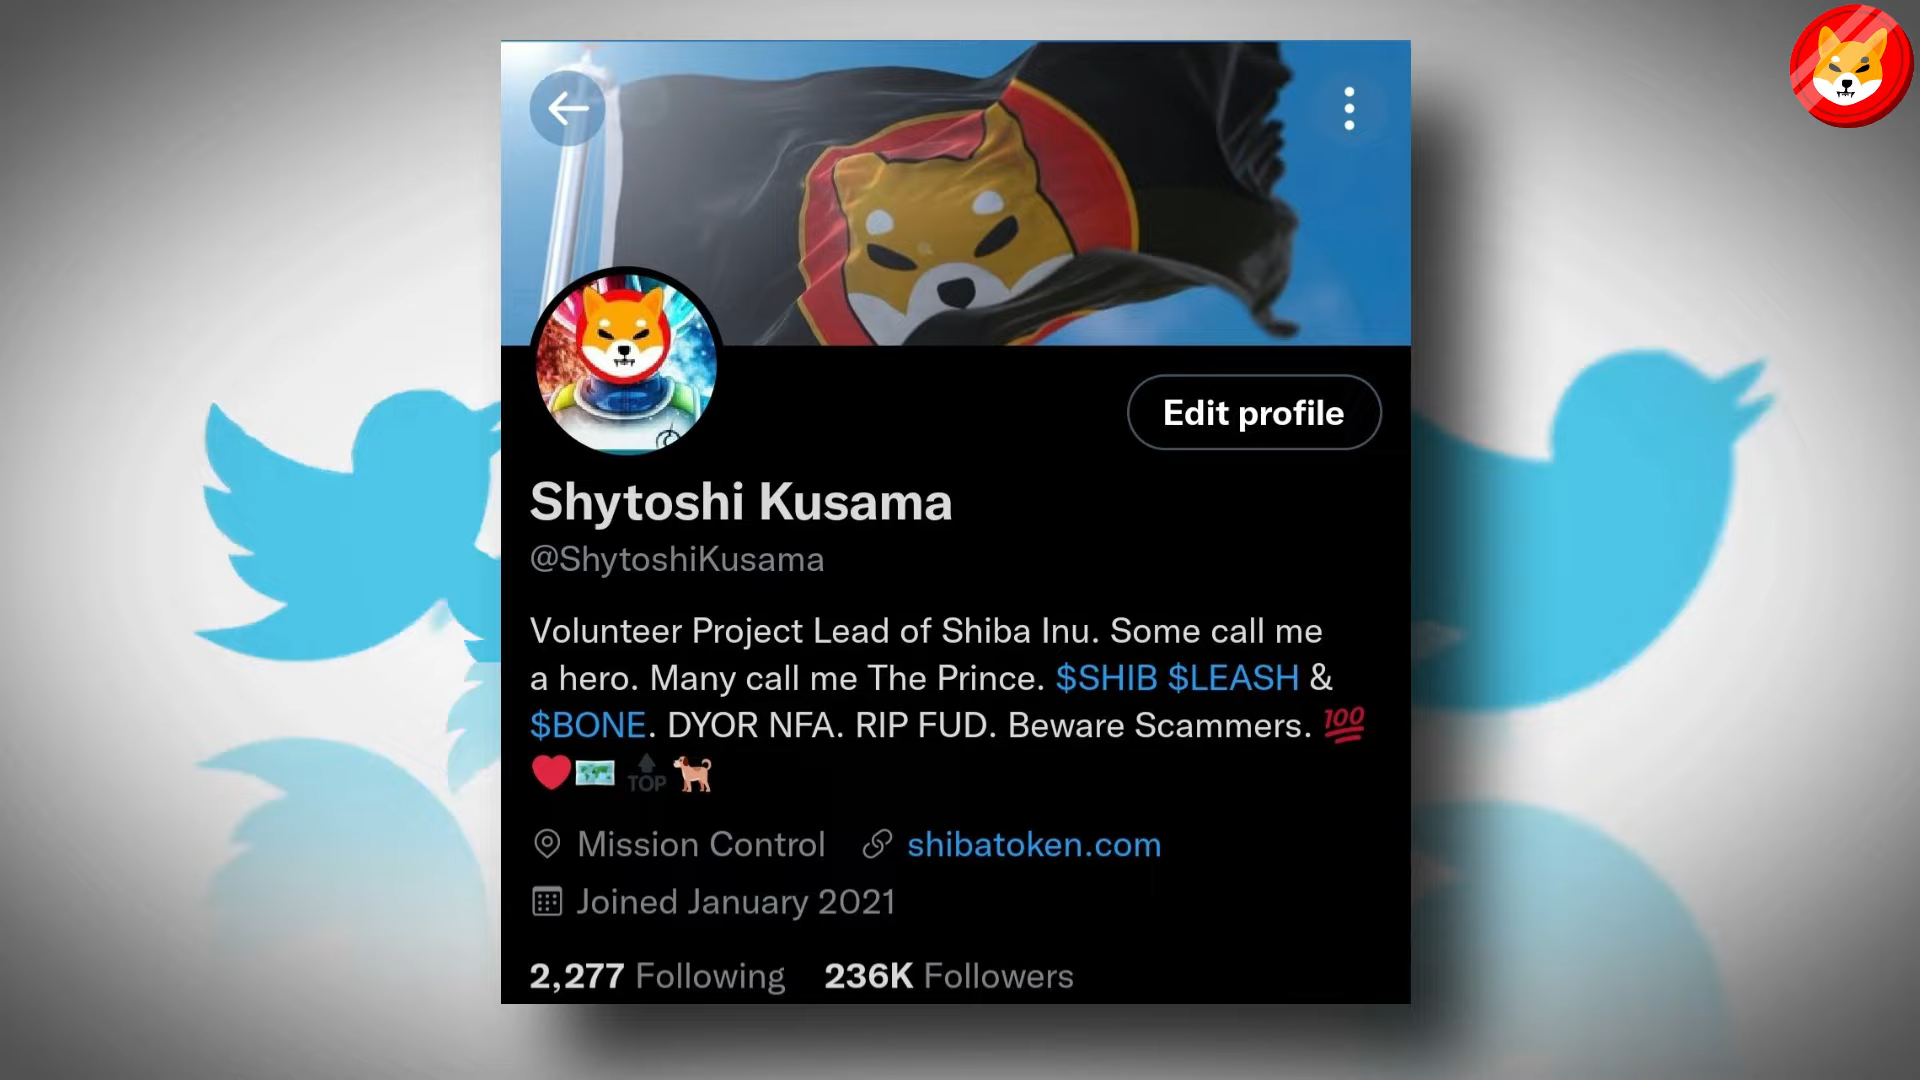 Edit profile
Shytoshi Kusama
@ShytoshiKusama
Volunteer Project Lead of Shiba Inu. Some call me
a hero. Many call me The Prince. $SHIB $LEASH &
$BONE. DYOR NFA. RIP FUD. Beware Scammers. 💯
❤️🗺️🔝🐕
Mission Control shibatoken.com
Joined January 2021
2,277 Following 236K Followers